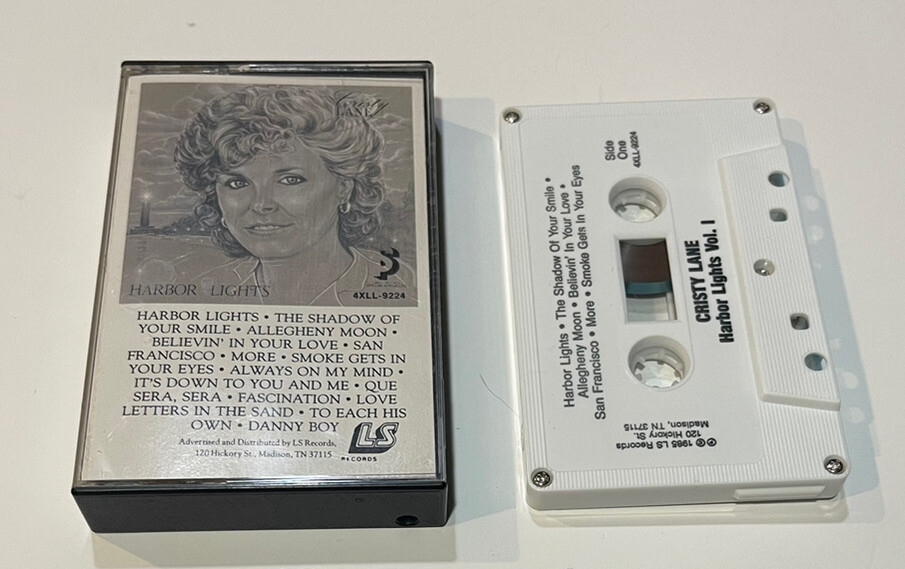 Cristy
LANE
HARBOR LIGHTS
4XLL-9224
HARBOR LIGHTS • THE SHADOW OF
YOUR SMILE • ALLEGHENY MOON •
BELIEVIN' IN YOUR LOVE • SAN
FRANCISCO • MORE • SMOKE GETS IN
YOUR EYES • ALWAYS ON MY MIND •
IT'S DOWN TO YOU AND ME • QUE
SERA, SERA • FASCINATION • LOVE
LETTERS IN THE SAND • TO EACH HIS
OWN • DANNY BOY
Advertised and Distributed by LS Records,
120 Hickory St., Madison, TN 37115
LS
RECORDS
Side
One
4XLL-9224
Harbor Lights • The Shadow Of Your Smile •
Allegheny Moon • Believin' In Your Love •
San Francisco • More • Smoke Gets In Your Eyes
CRISTY LANE
Harbor Lights Vol. I
℗ © 1985 LS Records
120 Hickory St.
Madison, TN 37115